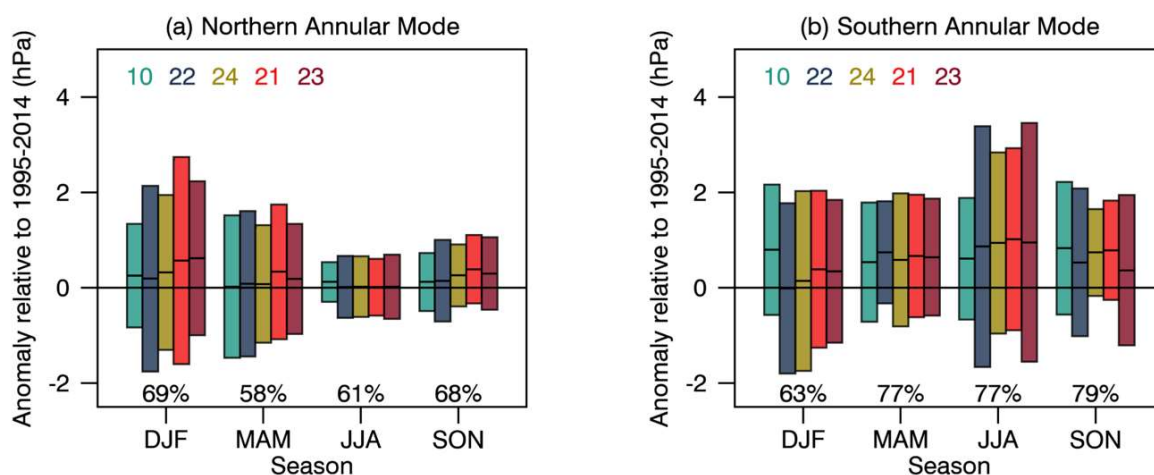 (a) Northern Annular Mode
Anomaly relative to 1995-2014 (hPa)
10 22 24 21 23
4
2
0
-2
69% 58% 61% 68%
DJF MAM JJA SON
Season
(b) Southern Annular Mode
Anomaly relative to 1995-2014 (hPa)
10 22 24 21 23
4
2
0
-2
63% 77% 77% 79%
DJF MAM JJA SON
Season